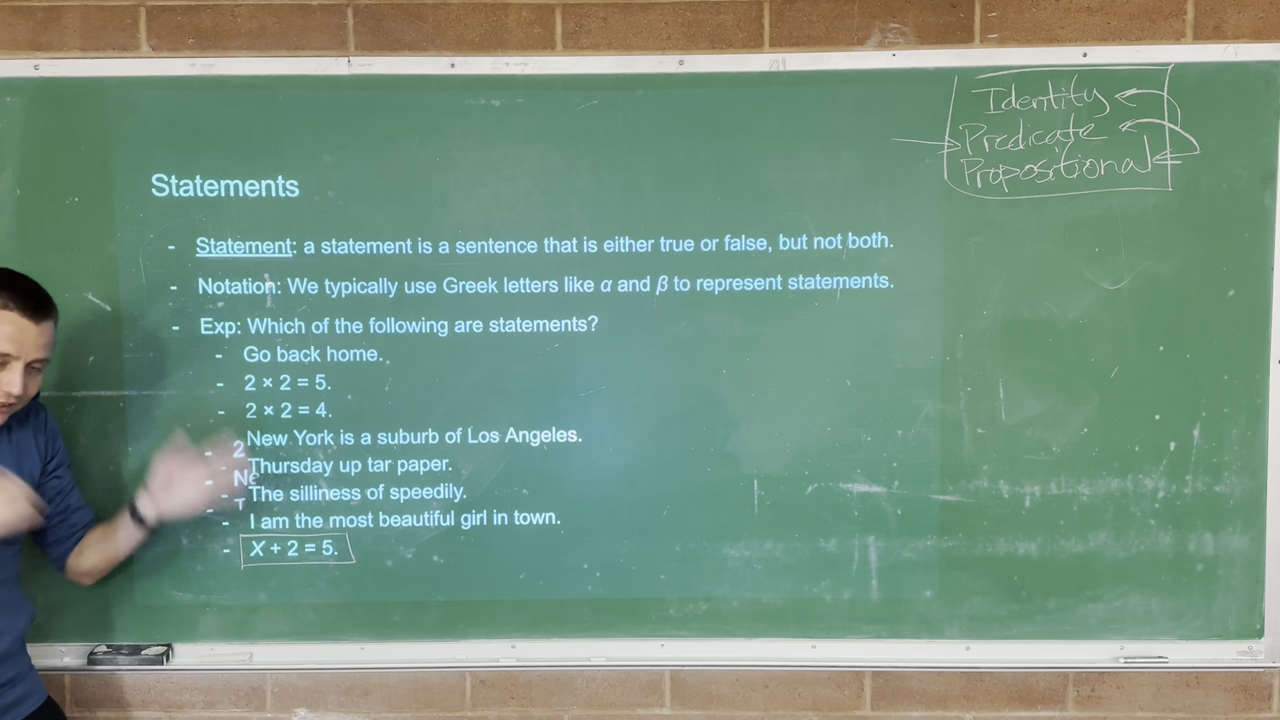 Identity
Predicate
Propositional
Statements
- Statement: a statement is a sentence that is either true or false, but not both.
- Notation: We typically use Greek letters like α and β to represent statements.
- Exp: Which of the following are statements?
- Go back home.
- 2 × 2 = 5.
- 2 × 2 = 4.
- New York is a suburb of Los Angeles.
- Thursday up tar paper.
- The silliness of speedily.
- I am the most beautiful girl in town.
- X + 2 = 5.